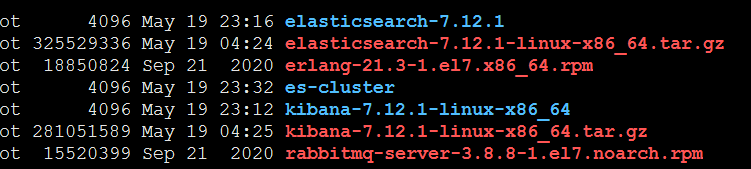 ot 4096 May 19 23:16 elasticsearch-7.12.1
ot 325529336 May 19 04:24 elasticsearch-7.12.1-linux-x86_64.tar.gz
ot 18850824 Sep 21 2020 erlang-21.3-1.el7.x86_64.rpm
ot 4096 May 19 23:32 es-cluster
ot 4096 May 19 23:12 kibana-7.12.1-linux-x86_64
ot 281051589 May 19 04:25 kibana-7.12.1-linux-x86_64.tar.gz
ot 15520399 Sep 21 2020 rabbitmq-server-3.8.8-1.el7.noarch.rpm